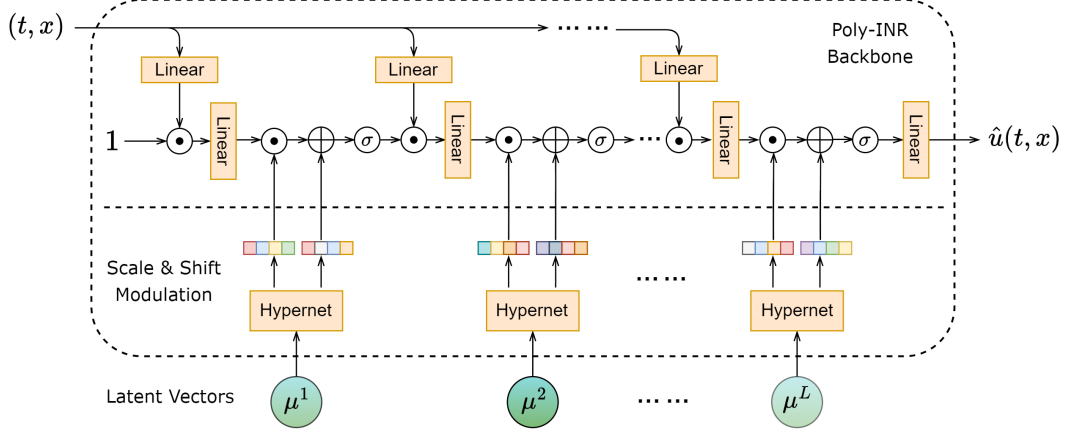 (t, x)
⋯⋯
Poly-INR
Backbone
Linear
Linear
Linear
1
Linear
σ
Linear
σ
⋯
Linear
σ
Linear
û(t, x)
Scale & Shift
Modulation
⋯⋯
Hypernet
Hypernet
Hypernet
Latent Vectors
μ¹
μ²
⋯⋯
μᴸ